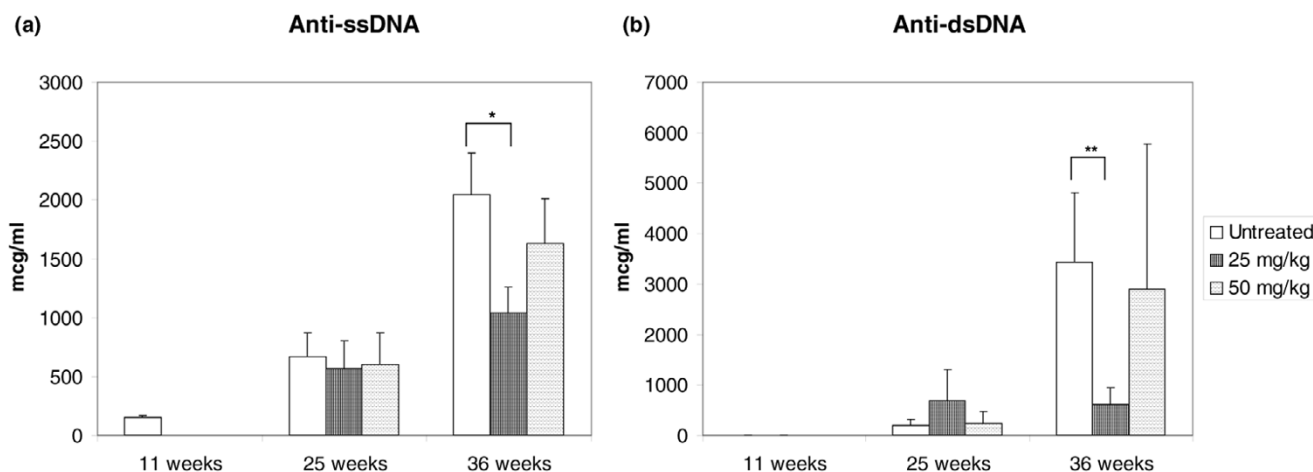 (a) Anti-ssDNA
mcg/ml
3000
2500
2000
1500
1000
500
0
*
11 weeks 25 weeks 36 weeks
(b) Anti-dsDNA
mcg/ml
7000
6000
5000
4000
3000
2000
1000
0
**
11 weeks 25 weeks 36 weeks
Untreated
25 mg/kg
50 mg/kg